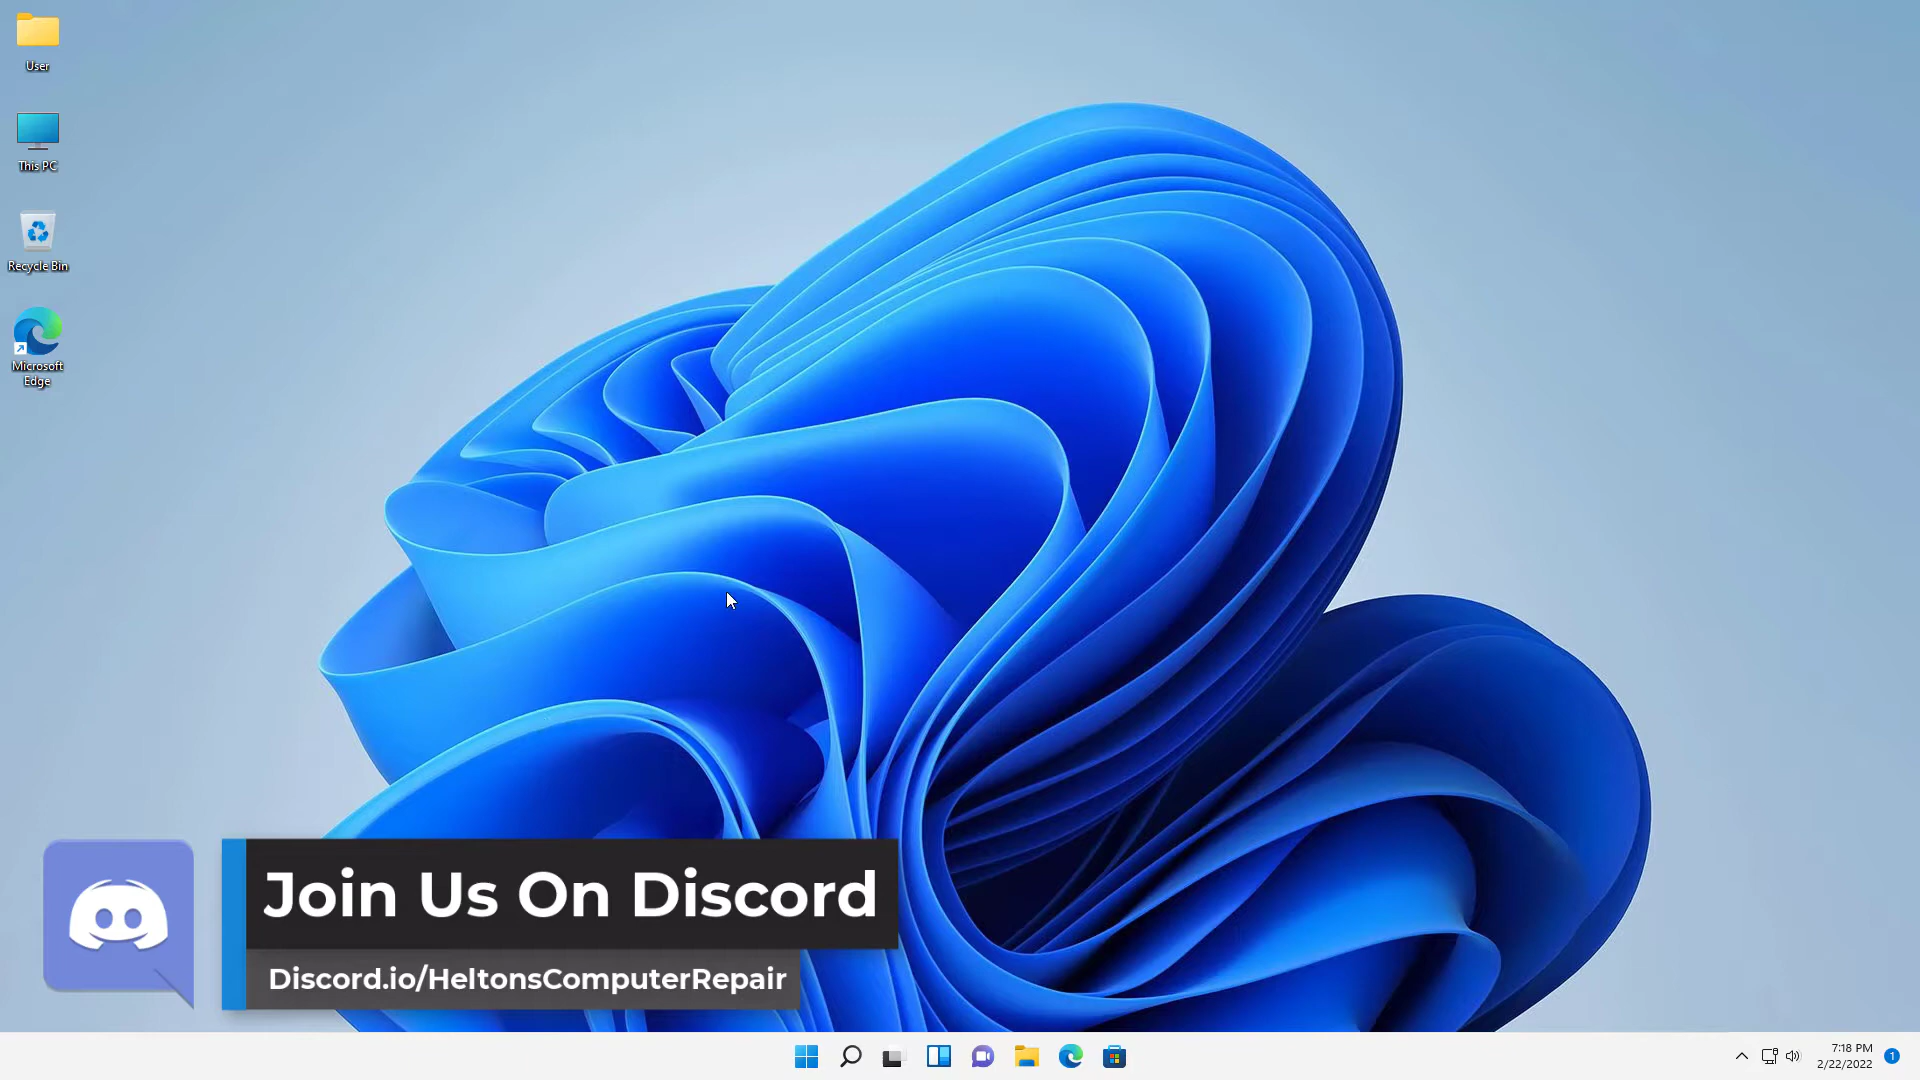 User
This PC
Recycle Bin
Microsoft
Edge
Join Us On Discord
Discord.io/HeltonsComputerRepair
7:18 PM
2/22/2022
1